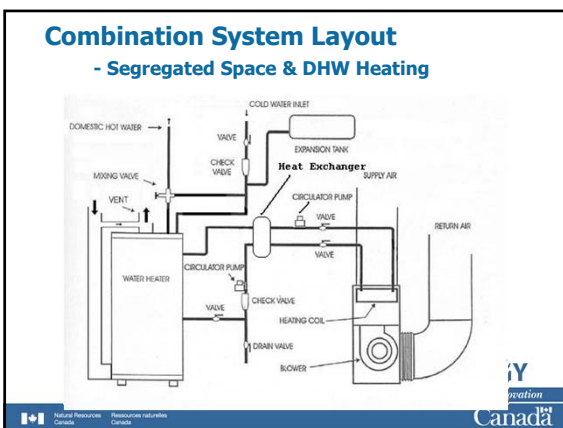 Combination System Layout
- Segregated Space & DHW Heating
COLD WATER INLET
DOMESTIC HOT WATER
VALVE
EXPANSION TANK
CHECK
VALVE
Heat Exchanger
MIXING VALVE
SUPPLY AIR
VENT
CIRCULATOR PUMP
VALVE
RETURN AIR
VALVE
WATER HEATER
CIRCULATOR PUMP
VALVE
CHECK VALVE
HEATING COIL
DRAIN VALVE
BLOWER
GY
ovation
Natural Resources
Canada
Ressources naturelles
Canada
Canada